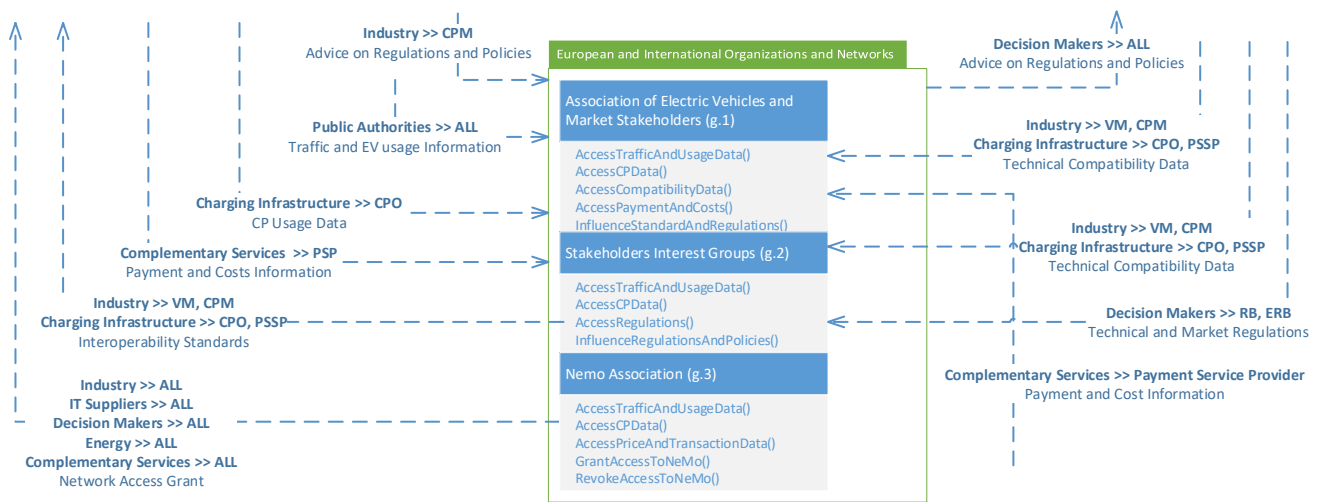 Industry >> CPM
Advice on Regulations and Policies
Public Authorities >> ALL
Traffic and EV usage Information
Charging Infrastructure >> CPO
CP Usage Data
Complementary Services >> PSP
Payment and Costs Information
Industry >> VM, CPM
Charging Infrastructure >> CPO, PSSP
Interoperability Standards
Industry >> ALL
IT Suppliers >> ALL
Decision Makers >> ALL
Energy >> ALL
Complementary Services >> ALL
Network Access Grant
European and International Organizations and Networks
Association of Electric Vehicles and
Market Stakeholders (g.1)
AccessTrafficAndUsageData()
AccessCPData()
AccessCompatibilityData()
AccessPaymentAndCosts()
InfluenceStandardAndRegulations()
Stakeholders Interest Groups (g.2)
AccessTrafficAndUsageData()
AccessCPData()
AccessRegulations()
InfluenceRegulationsAndPolicies()
Nemo Association (g.3)
AccessTrafficAndUsageData()
AccessCPData()
AccessPriceAndTransactionData()
GrantAccessToNeMo()
RevokeAccessToNeMo()
Decision Makers >> ALL
Advice on Regulations and Policies
Industry >> VM, CPM
Charging Infrastructure >> CPO, PSSP
Technical Compatibility Data
Industry >> VM, CPM
Charging Infrastructure >> CPO, PSSP
Technical Compatibility Data
Decision Makers >> RB, ERB
Technical and Market Regulations
Complementary Services >> Payment Service Provider
Payment and Cost Information